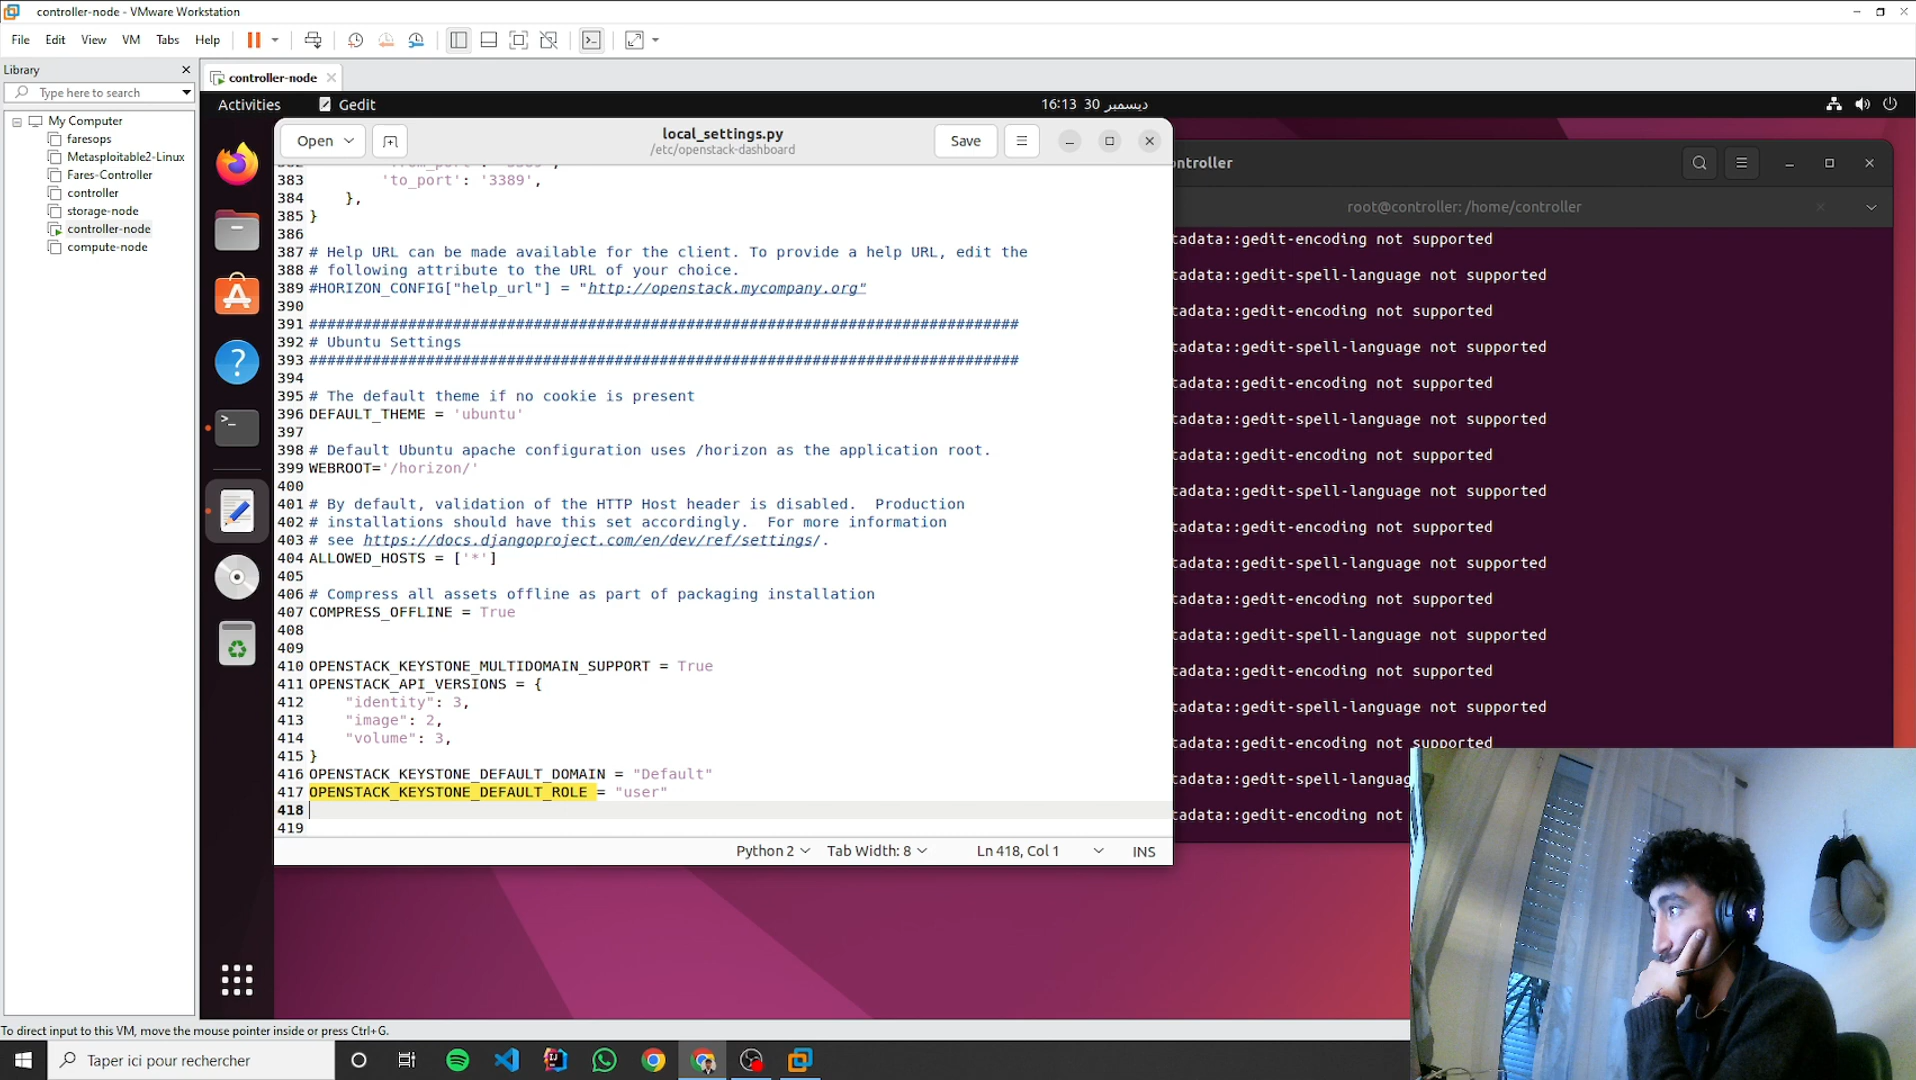 controller-node - VMware Workstation
File Edit View VM Tabs Help
Library
Type here to search
My Computer
faresops
Metasploitable2-Linux
Fares-Controller
controller
storage-node
controller-node
compute-node
controller-node
Activities Gedit
16:13 30 ديسمبر
Open
local_settings.py
/etc/openstack-dashboard
Save
383 'to_port': '3389',
384 },
385 }
386
387 # Help URL can be made available for the client. To provide a help URL, edit the
388 # following attribute to the URL of your choice.
389 #HORIZON_CONFIG["help_url"] = "http://openstack.mycompany.org"
390
391 ###############################################################################
392 # Ubuntu Settings
393 ###############################################################################
394
395 # The default theme if no cookie is present
396 DEFAULT_THEME = 'ubuntu'
397
398 # Default Ubuntu apache configuration uses /horizon as the application root.
399 WEBROOT='/horizon/'
400
401 # By default, validation of the HTTP Host header is disabled.  Production
402 # installations should have this set accordingly.  For more information
403 # see https://docs.djangoproject.com/en/dev/ref/settings/.
404 ALLOWED_HOSTS = ['*']
405
406 # Compress all assets offline as part of packaging installation
407 COMPRESS_OFFLINE = True
408
409
410 OPENSTACK_KEYSTONE_MULTIDOMAIN_SUPPORT = True
411 OPENSTACK_API_VERSIONS = {
412 "identity": 3,
413 "image": 2,
414 "volume": 3,
415 }
416 OPENSTACK_KEYSTONE_DEFAULT_DOMAIN = "Default"
417 OPENSTACK_KEYSTONE_DEFAULT_ROLE = "user"
418
419
Python 2 Tab Width: 8 Ln 418, Col 1 INS
ntroller
root@controller: /home/controller
tadata::gedit-encoding not supported
tadata::gedit-spell-language not supported
tadata::gedit-encoding not supported
tadata::gedit-spell-language not supported
tadata::gedit-encoding not supported
tadata::gedit-spell-language not supported
tadata::gedit-encoding not supported
tadata::gedit-spell-language not supported
tadata::gedit-encoding not supported
tadata::gedit-spell-language not supported
tadata::gedit-encoding not supported
tadata::gedit-spell-language not supported
tadata::gedit-encoding not supported
tadata::gedit-spell-language not supported
tadata::gedit-encoding not supported
tadata::gedit-spell-languag
tadata::gedit-encoding not
To direct input to this VM, move the mouse pointer inside or press Ctrl+G.
Taper ici pour rechercher